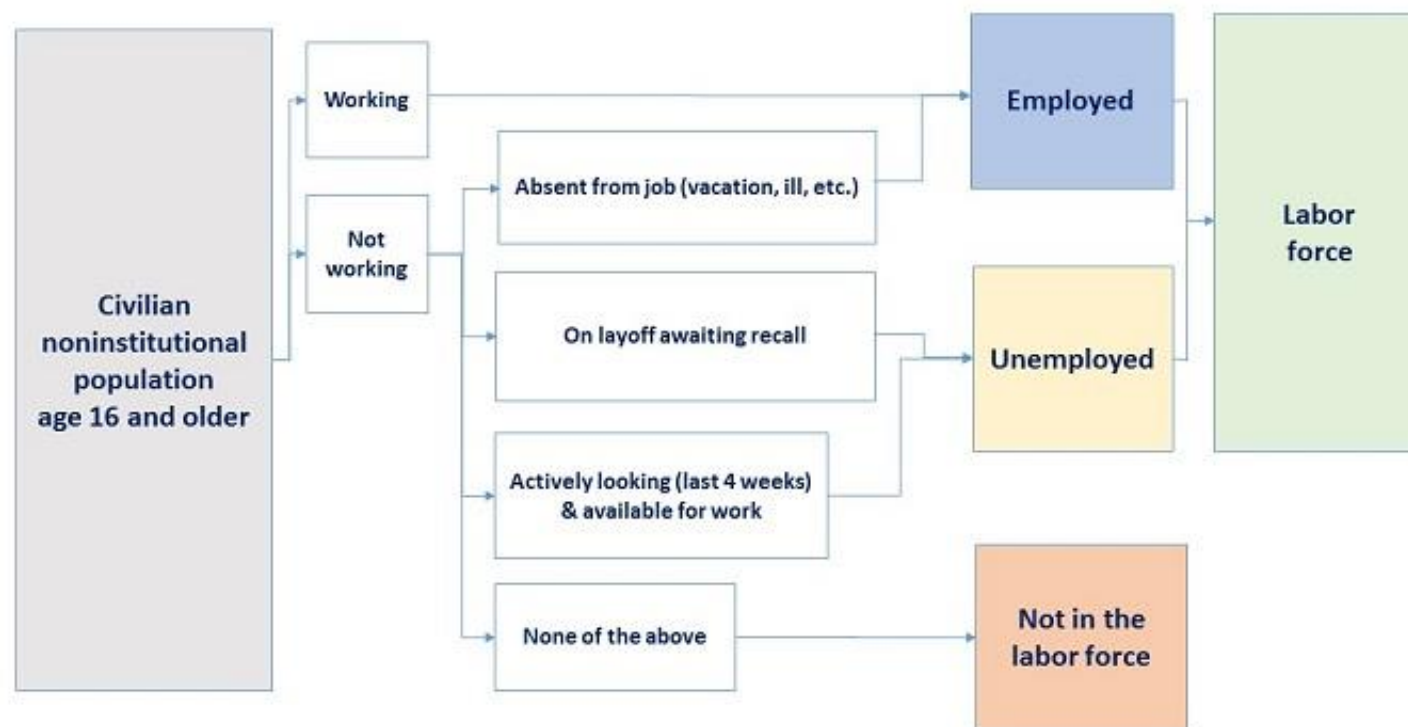 Civilian
noninstitutional
population
age 16 and older
Working
Not
working
Absent from job (vacation, ill, etc.)
On layoff awaiting recall
Actively looking (last 4 weeks)
& available for work
None of the above
Employed
Unemployed
Not in the
labor force
Labor
force